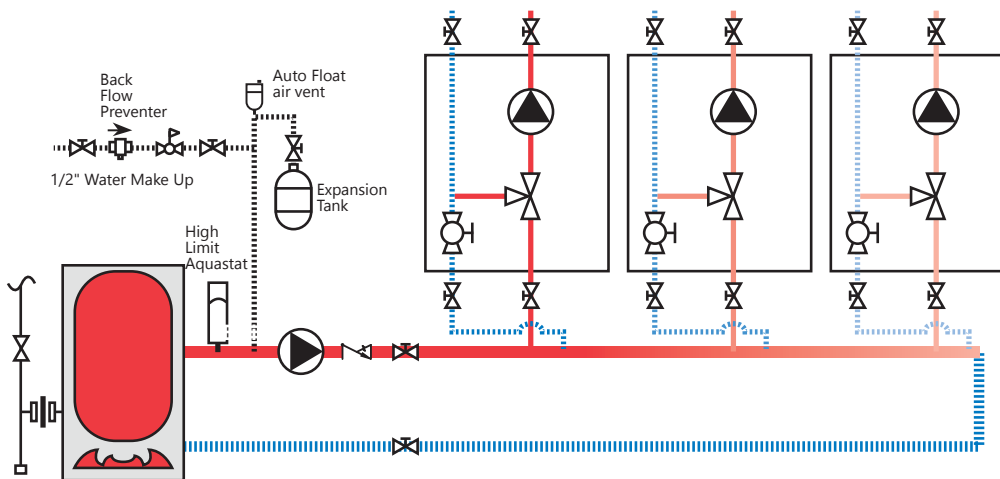 Back
Flow
Preventer
Auto Float
air vent
1/2" Water Make Up
Expansion
Tank
High
Limit
Aquastat